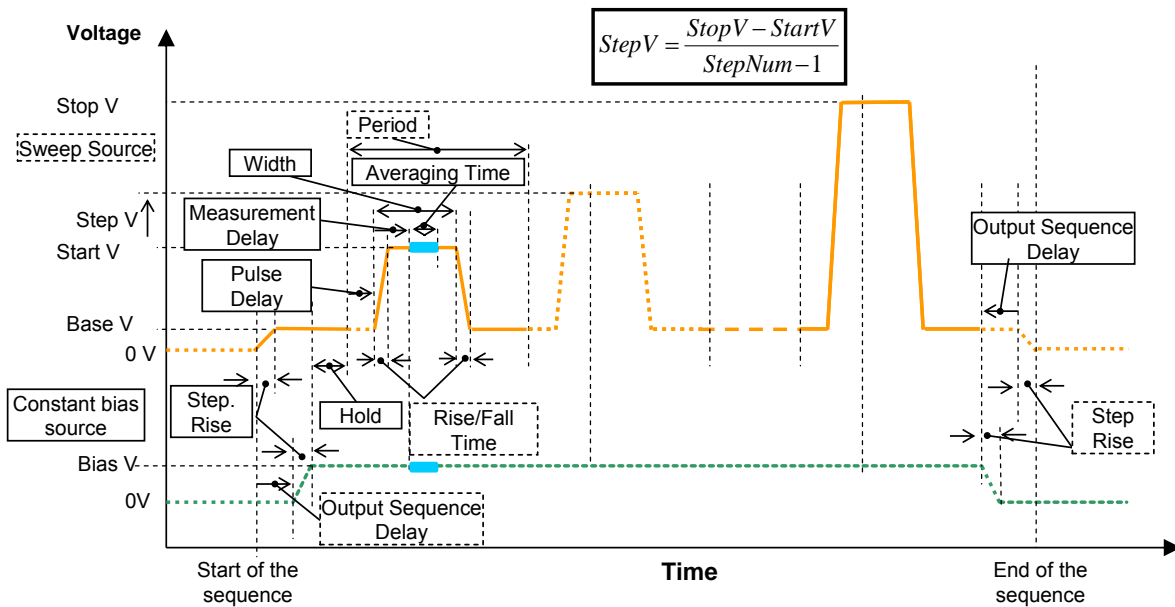 Voltage
StepV = StopV − StartV
StepNum − 1
Stop V
Sweep Source
Period
Width
Averaging Time
Step V
Measurement
Delay
Start V
Output Sequence
Delay
Pulse
Delay
Base V
0 V
Constant bias
source
Step.
Rise
Hold
Rise/Fall
Time
Step
Rise
Bias V
0V
Output Sequence
Delay
Start of the
sequence
Time
End of the
sequence